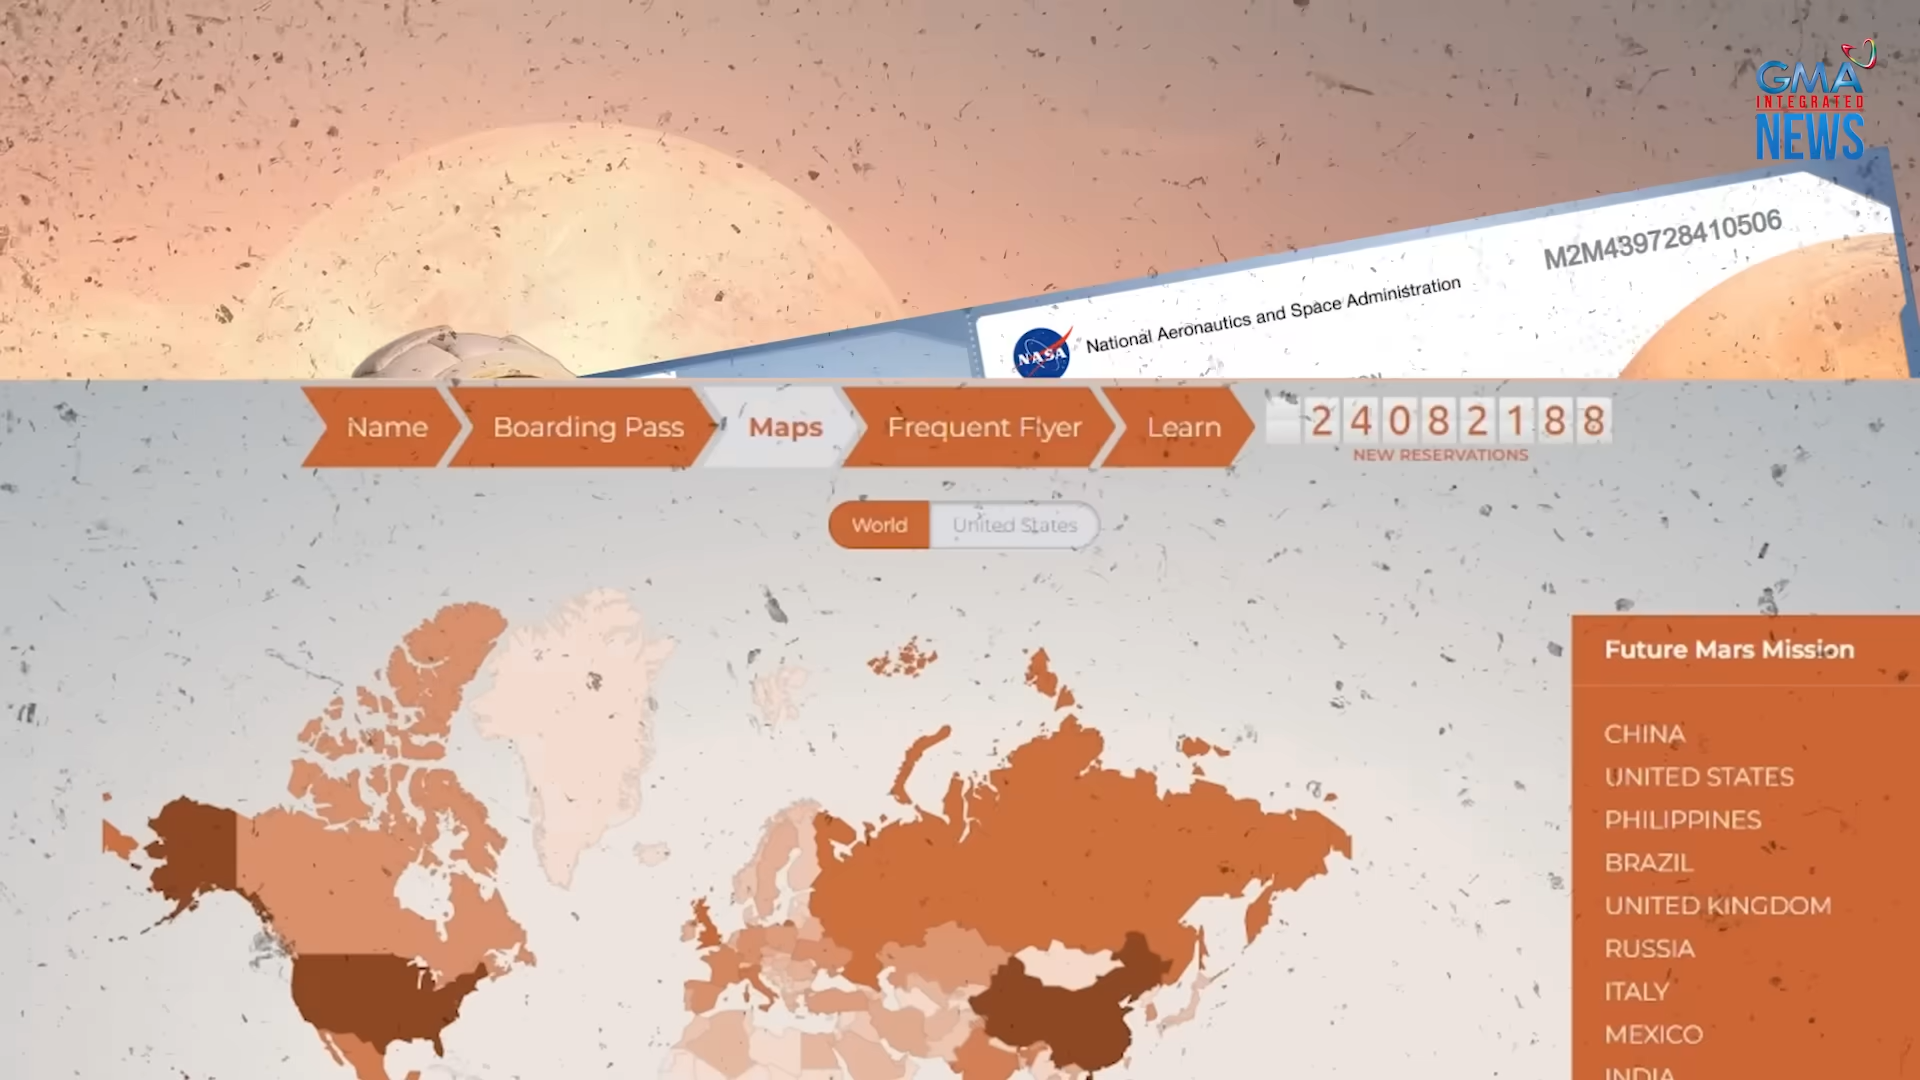 GMA
INTEGRATED
NEWS
M2M439728410506
National Aeronautics and Space Administration
NASA
Name
Boarding Pass
Maps
Frequent Flyer
Learn
24082188
NEW RESERVATIONS
World
United States
Future Mars Mission
CHINA
UNITED STATES
PHILIPPINES
BRAZIL
UNITED KINGDOM
RUSSIA
ITALY
MEXICO
INDIA